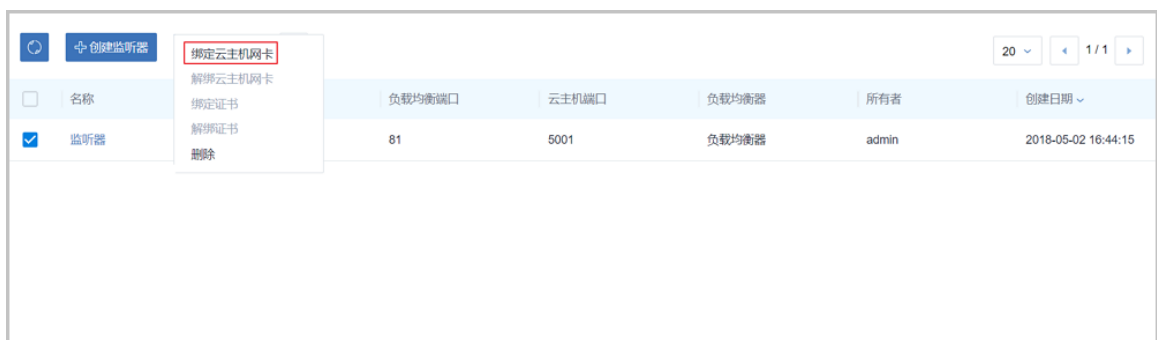 创建监听器
绑定云主机网卡
解绑云主机网卡
绑定证书
解绑证书
删除
20
1 / 1
名称
负载均衡端口
云主机端口
负载均衡器
所有者
创建日期
监听器
81
5001
负载均衡器
admin
2018-05-02 16:44:15